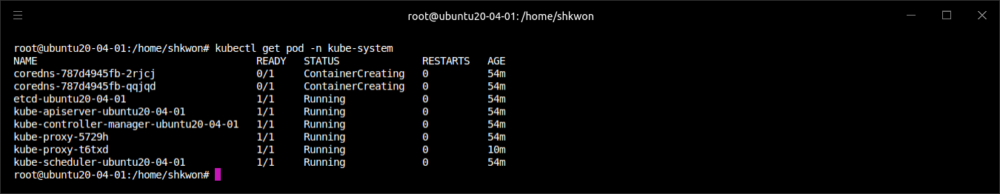 root@ubuntu20-04-01: /home/shkwon
root@ubuntu20-04-01:/home/shkwon# kubectl get pod -n kube-system
NAME READY STATUS RESTARTS AGE
coredns-787d4945fb-2rjcj 0/1 ContainerCreating 0 54m
coredns-787d4945fb-qqjqd 0/1 ContainerCreating 0 54m
etcd-ubuntu20-04-01 1/1 Running 0 54m
kube-apiserver-ubuntu20-04-01 1/1 Running 0 54m
kube-controller-manager-ubuntu20-04-01 1/1 Running 0 54m
kube-proxy-5729h 1/1 Running 0 54m
kube-proxy-t6txd 1/1 Running 0 10m
kube-scheduler-ubuntu20-04-01 1/1 Running 0 54m
root@ubuntu20-04-01:/home/shkwon#